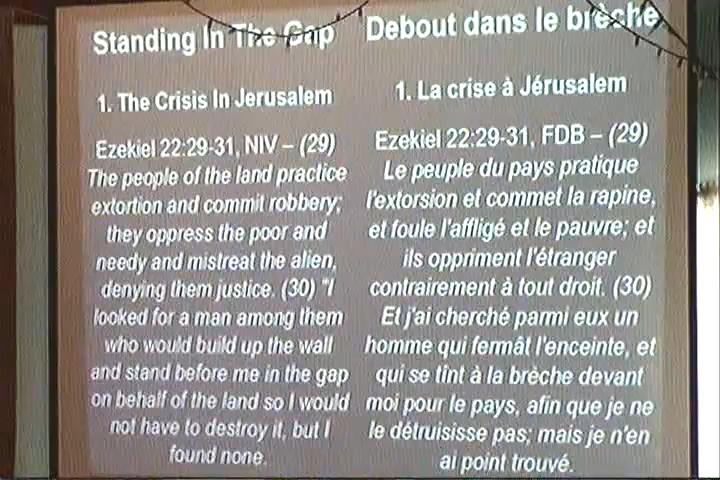 Standing In The Gap
1. The Crisis In Jerusalem
Ezekiel 22:29-31, NIV – (29)
The people of the land practice
extortion and commit robbery;
they oppress the poor and
needy and mistreat the alien,
denying them justice. (30) "I
looked for a man among them
who would build up the wall
and stand before me in the gap
on behalf of the land so I would
not have to destroy it, but I
found none.
Debout dans le brèche
1. La crise à Jérusalem
Ezekiel 22:29-31, FDB – (29)
Le peuple du pays pratique
l'extorsion et commet la rapine,
et foule l'affligé et le pauvre; et
ils oppriment l'étranger
contrairement à tout droit. (30)
Et j'ai cherché parmi eux un
homme qui fermât l'enceinte, et
qui se tînt à la brèche devant
moi pour le pays, afin que je ne
le détruisisse pas; mais je n'en
ai point trouvé.